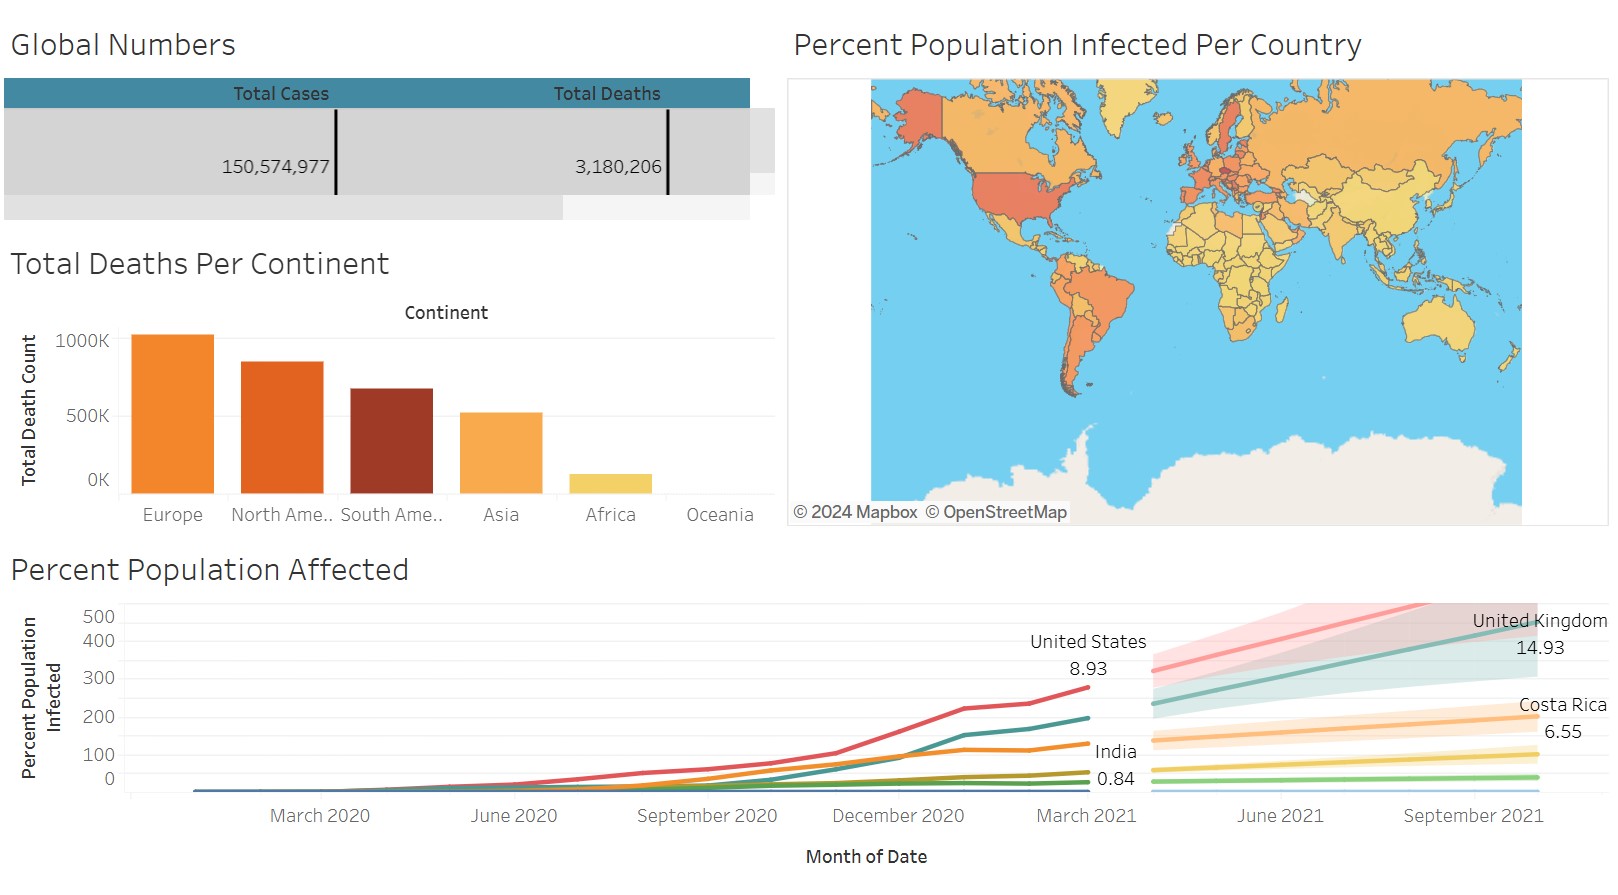 Global Numbers
Total Cases Total Deaths
150,574,977 3,180,206
Total Deaths Per Continent
Continent
Total Death Count
1000K
500K
0K
Europe North Ame.. South Ame.. Asia Africa Oceania
Percent Population Infected Per Country
© 2024 Mapbox © OpenStreetMap
Percent Population Affected
Percent Population
Infected
500
400
300
200
100
0
United States
8.93
India
0.84
United Kingdom
14.93
Costa Rica
6.55
March 2020 June 2020 September 2020 December 2020 March 2021 June 2021 September 2021
Month of Date